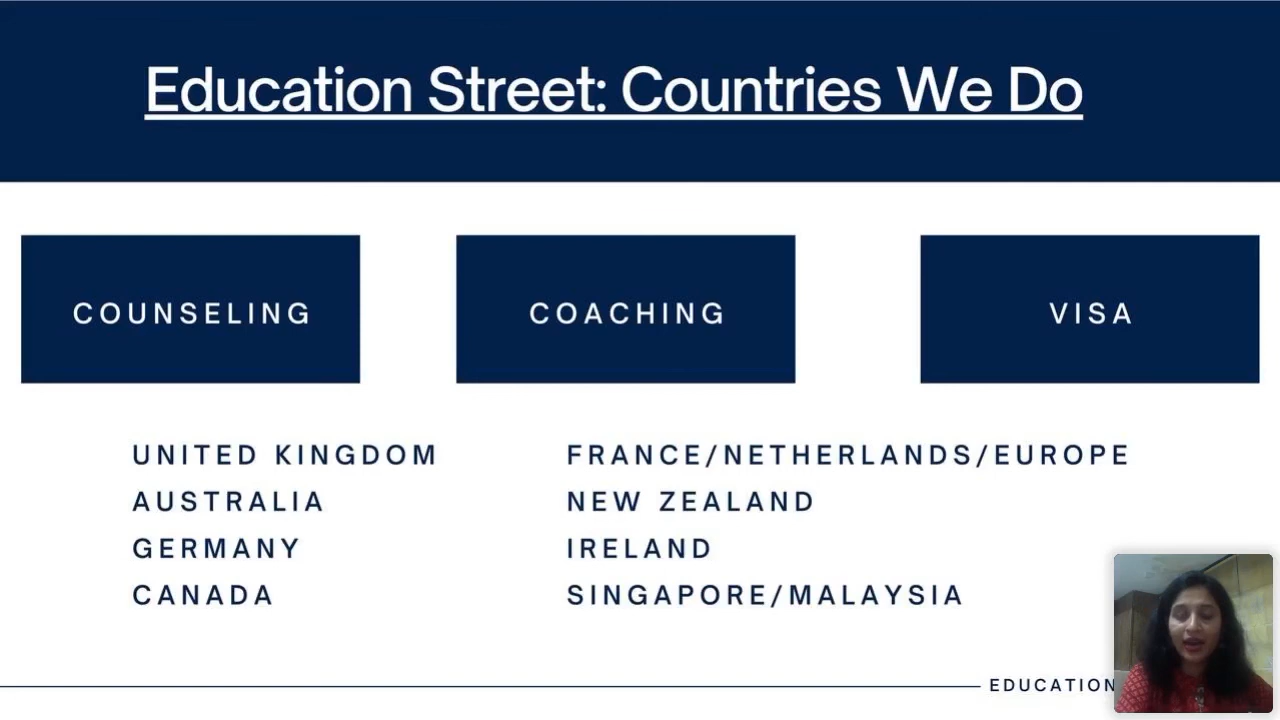 Education Street: Countries We Do
COUNSELING
COACHING
VISA
UNITED KINGDOM
AUSTRALIA
GERMANY
CANADA
FRANCE/NETHERLANDS/EUROPE
NEW ZEALAND
IRELAND
SINGAPORE/MALAYSIA
EDUCATION